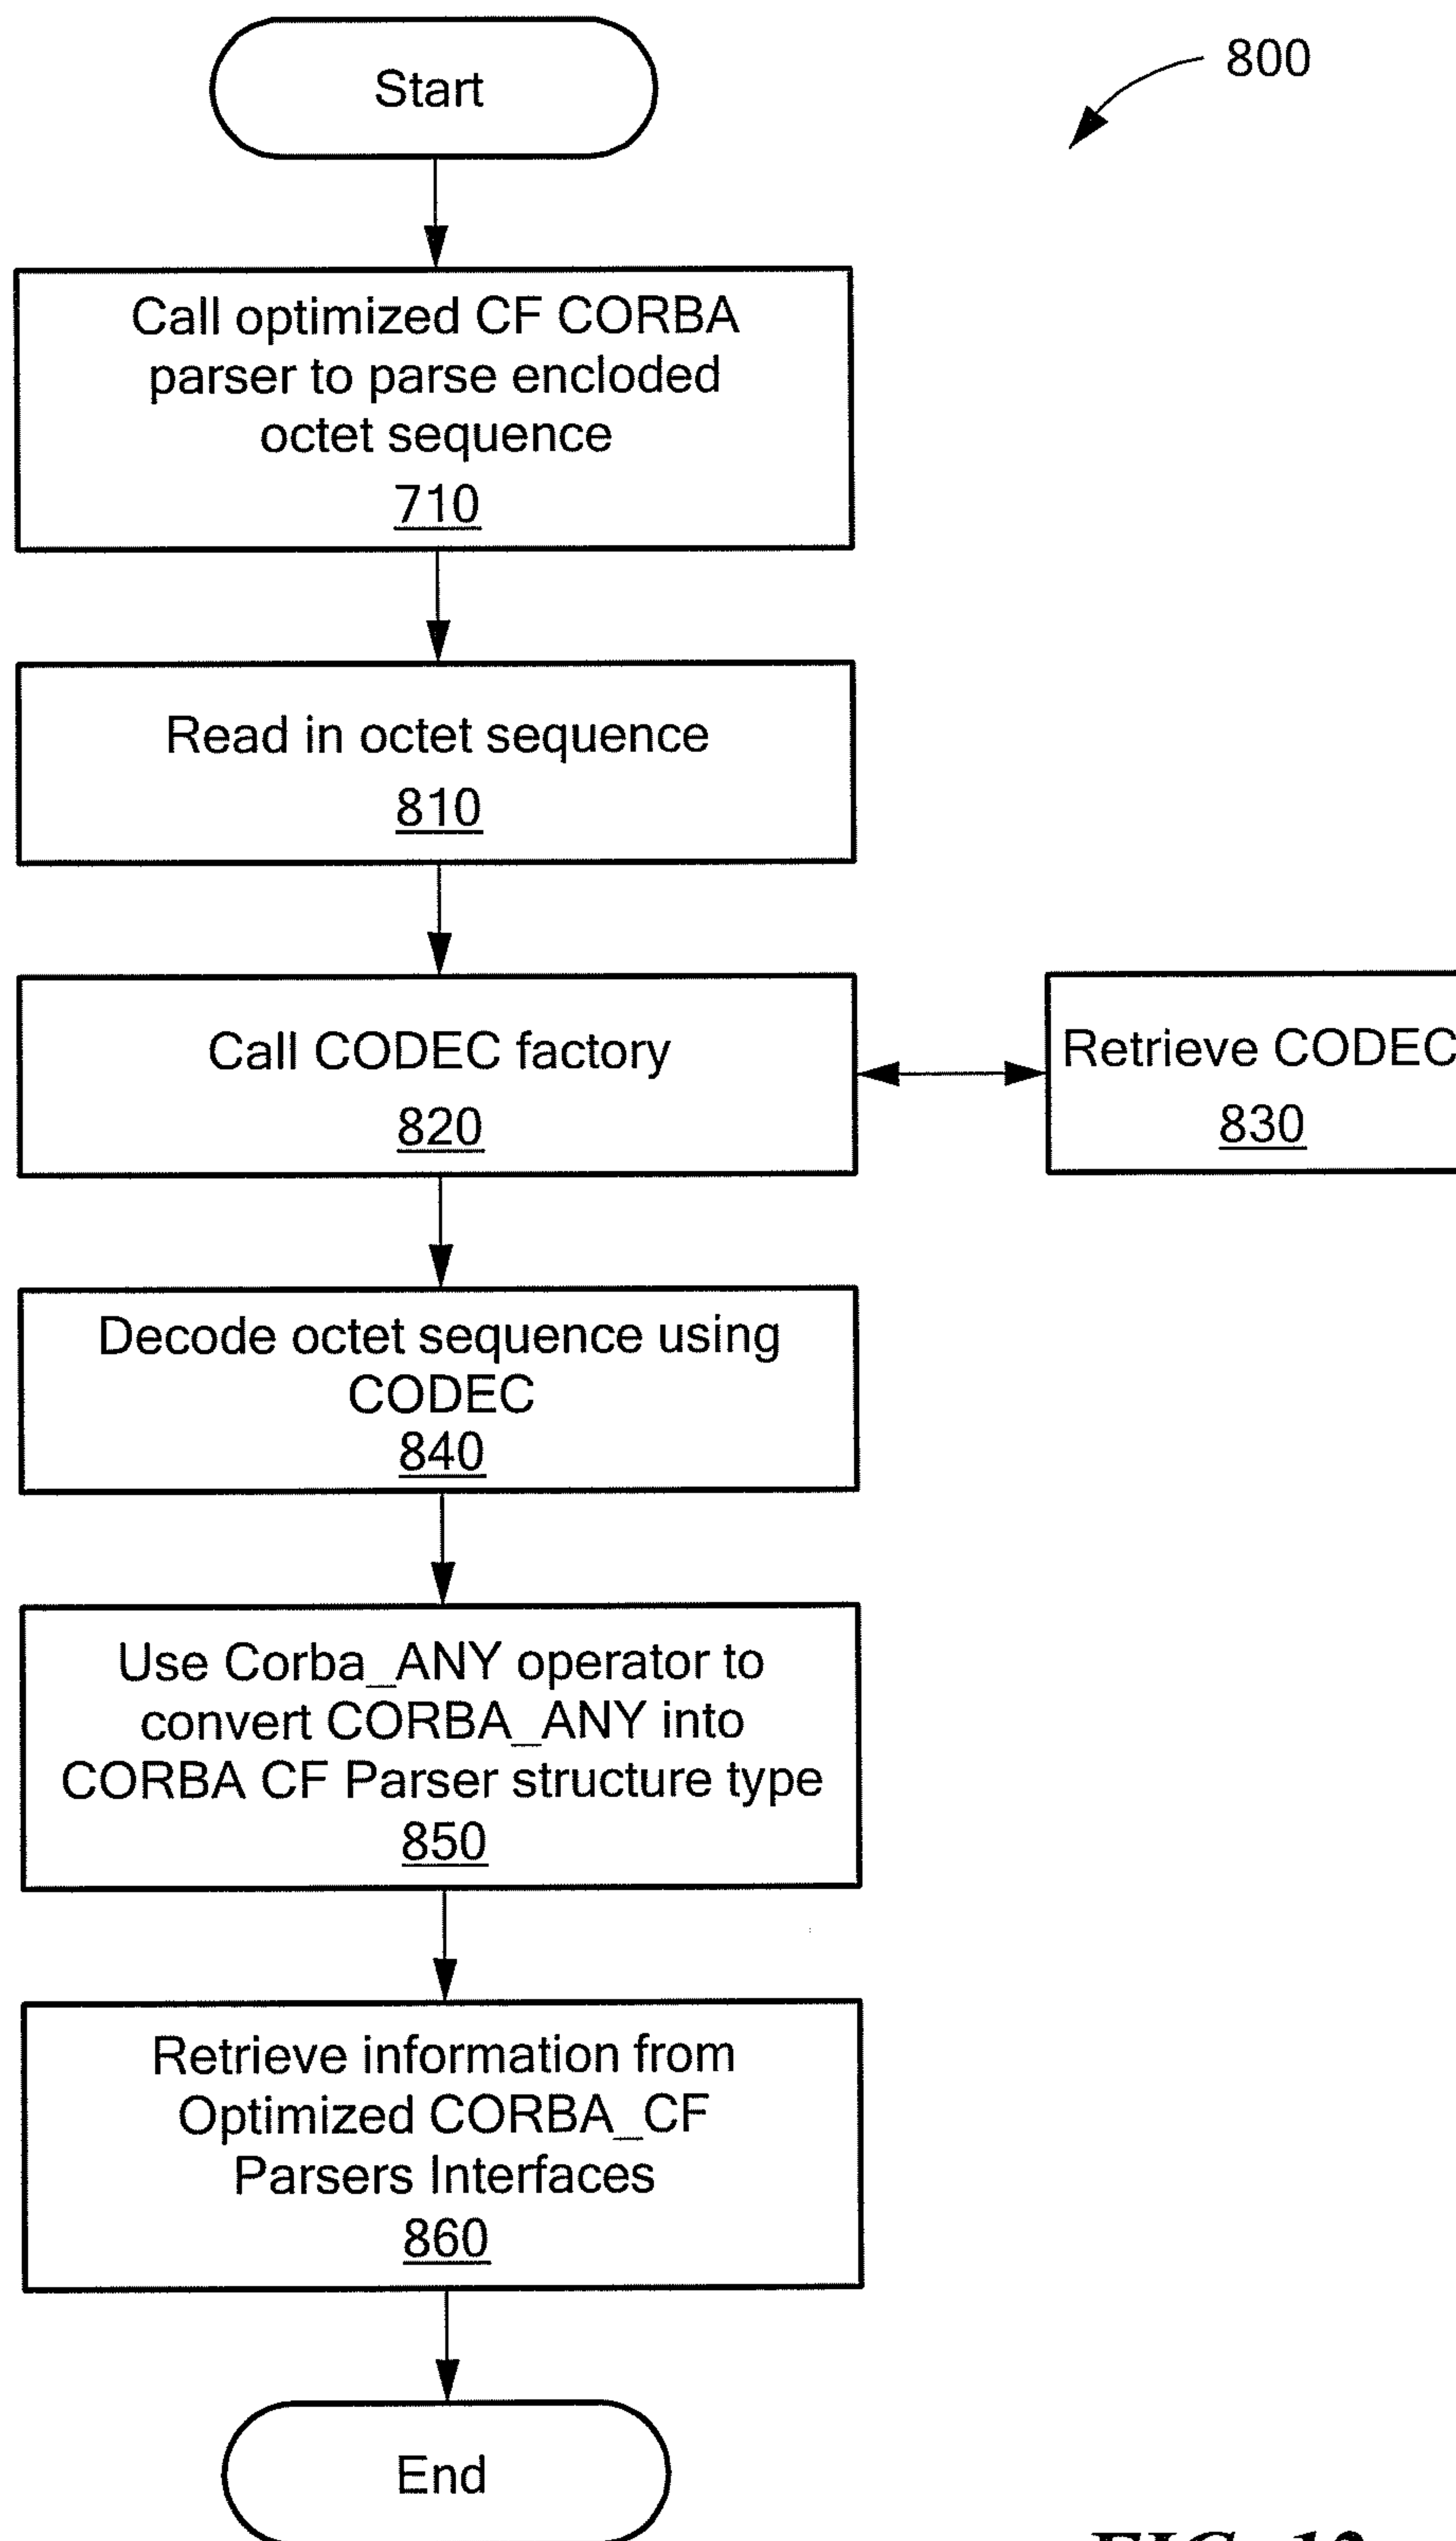 Start
800
Call optimized CF CORBA
parser to parse encloded
octet sequence
710
Read in octet sequence
810
Call CODEC factory
820
Retrieve CODEC
830
Decode octet sequence using
CODEC
840
Use Corba_ANY operator to
convert CORBA_ANY into
CORBA CF Parser structure type
850
Retrieve information from
Optimized CORBA_CF
Parsers Interfaces
860
End